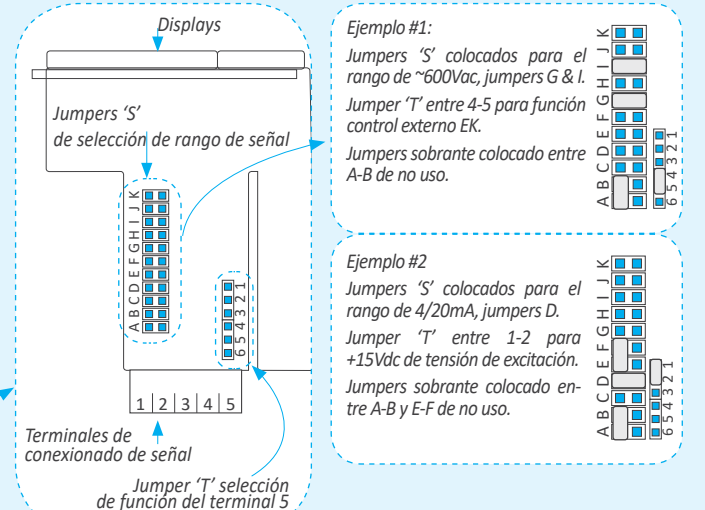 Displays
Jumpers ‘S’
de selección de rango de señal
A B C D E F G H I J K
6 5 4 3 2 1
1 2 3 4 5
Terminales de
conexionado de señal
Jumper ‘T’ selección
de función del terminal 5
Ejemplo #1:
Jumpers ‘S’ colocados para el
rango de ~600Vac, jumpers G & I.
Jumper ‘T’ entre 4-5 para función
control externo EK.
Jumpers sobrante colocado entre
A-B de no uso.
A B C D E F G H I J K
6 5 4 3 2 1
Ejemplo #2
Jumpers ‘S’ colocados para el
rango de 4/20mA, jumpers D.
Jumper ‘T’ entre 1-2 para
+15Vdc de tensión de excitación.
Jumpers sobrante colocado en-
tre A-B y E-F de no uso.
A B C D E F G H I J K
6 5 4 3 2 1